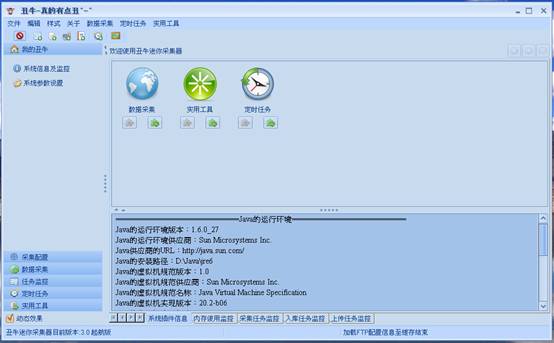 丑牛-真的有点丑"~"
文件 编辑 样式 关于 数据采集 定时任务 实用工具
我的丑牛
欢迎使用丑牛迷你采集器
系统信息及监控
系统参数设置
数据采集 实用工具 定时任务
═══════Java的运行环境═══════
Java的运行环境版本：1.6.0_27
Java的运行环境供应商：Sun Microsystems Inc.
Java供应商的URL：http://java.sun.com/
Java的安装路径：D:\Java\jre6
Java的虚拟机规范版本：1.0
Java的虚拟机规范供应商：Sun Microsystems Inc.
Java的虚拟机规范名称：Java Virtual Machine Specification
Java的虚拟机实现版本：20.2-b06
采集配置
数据采集
任务监控
定时任务
实用工具
动态效果
系统插件信息 内存使用监控 采集任务监控 入库任务监控 上传任务监控
丑牛迷你采集器目前版本:3.0 起航版
加载FTP配置信息至缓存结束